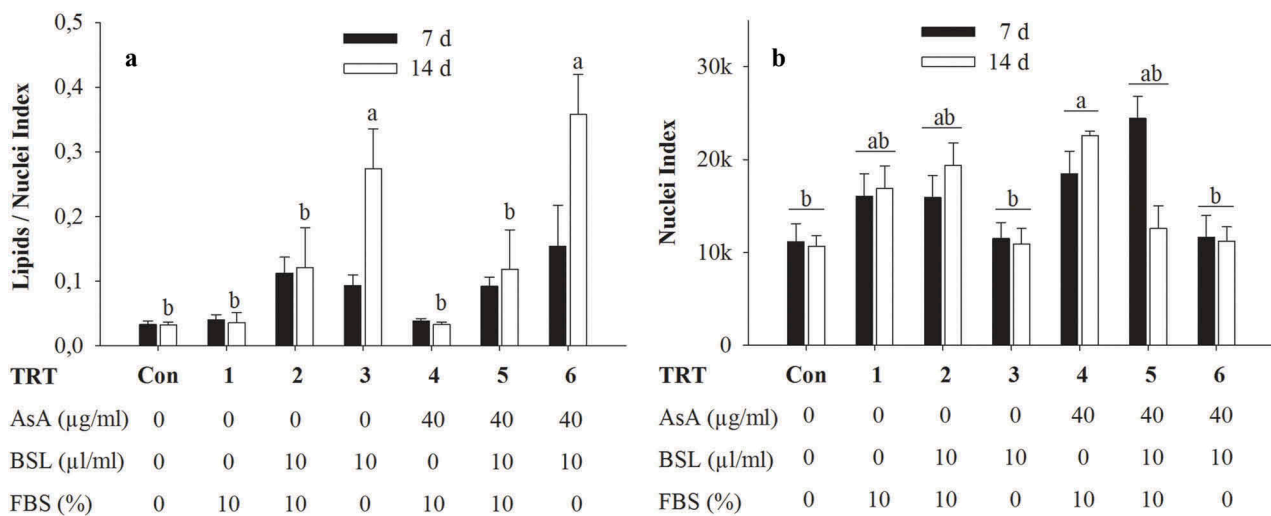 0,5
0,4
0,3
0,2
0,1
0,0
Lipids / Nuclei Index
a
7 d
14 d
b
b
b
a
b
b
a
TRT Con 1 2 3 4 5 6
AsA (µg/ml) 0 0 0 0 40 40 40
BSL (µl/ml) 0 0 10 10 0 10 10
FBS (%) 0 10 10 0 10 10 0
30k
20k
10k
0
Nuclei Index
b
7 d
14 d
b
ab
ab
b
a
ab
b
TRT Con 1 2 3 4 5 6
AsA (µg/ml) 0 0 0 0 40 40 40
BSL (µl/ml) 0 0 10 10 0 10 10
FBS (%) 0 10 10 0 10 10 0